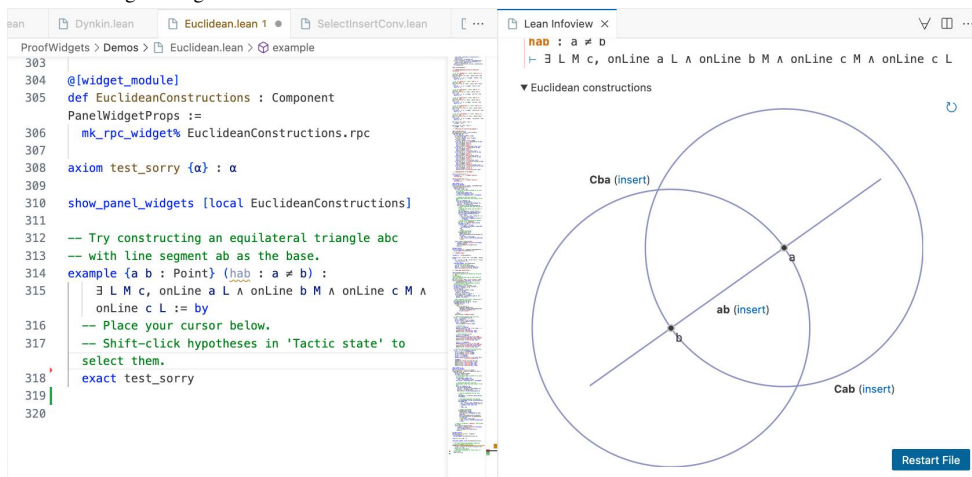 ean Dynkin.lean Euclidean.lean 1 SelectInsertConv.lean
ProofWidgets > Demos > Euclidean.lean > example
303
304 @[widget_module]
305 def EuclideanConstructions : Component
PanelWidgetProps :=
306 mk_rpc_widget% EuclideanConstructions.rpc
307
308 axiom test_sorry {α} : α
309
310 show_panel_widgets [local EuclideanConstructions]
311
312 -- Try constructing an equilateral triangle abc
313 -- with line segment ab as the base.
314 example {a b : Point} (hab : a ≠ b) :
315 ∃ L M c, onLine a L ∧ onLine b M ∧ onLine c M ∧
onLine c L := by
316 -- Place your cursor below.
317 -- Shift-click hypotheses in 'Tactic state' to
select them.
318 exact test_sorry
319
320
Lean Infoview
hab : a ≠ b
⊢ ∃ L M c, onLine a L ∧ onLine b M ∧ onLine c M ∧ onLine c L
Euclidean constructions
Cba (insert)
a
ab (insert)
b
Cab (insert)
Restart File